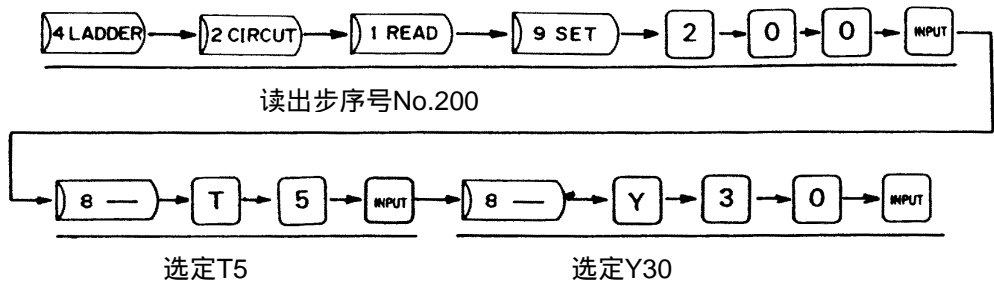 4 LADDER 2 CIRCUT 1 READ 9 SET 2 0 0 INPUT
读出步序号No.200
8 — T 5 INPUT 8 — Y 3 0 INPUT
选定T5 选定Y30